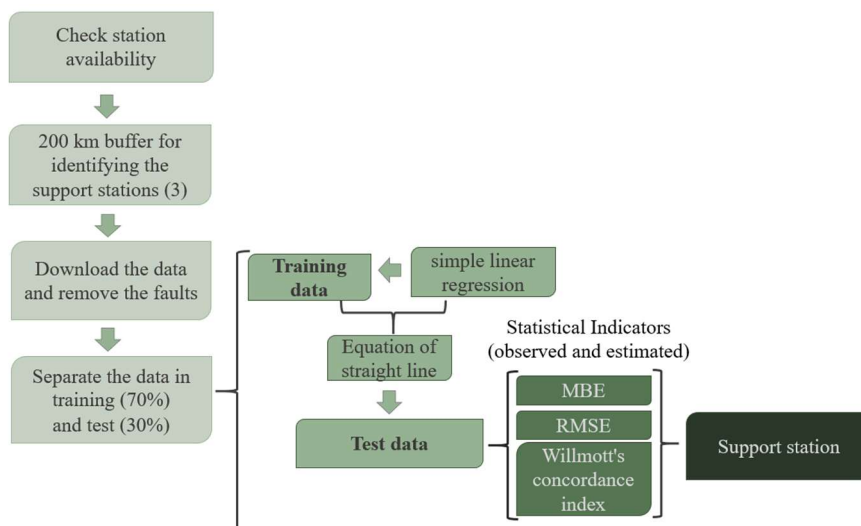 Check station
availability
200 km buffer for
identifying the
support stations (3)
Download the data
and remove the faults
Separate the data in
training (70%)
and test (30%)
Training
data
simple linear
regression
Equation of
straight line
Test data
Statistical Indicators
(observed and estimated)
MBE
RMSE
Willmott's
concordance
index
Support station